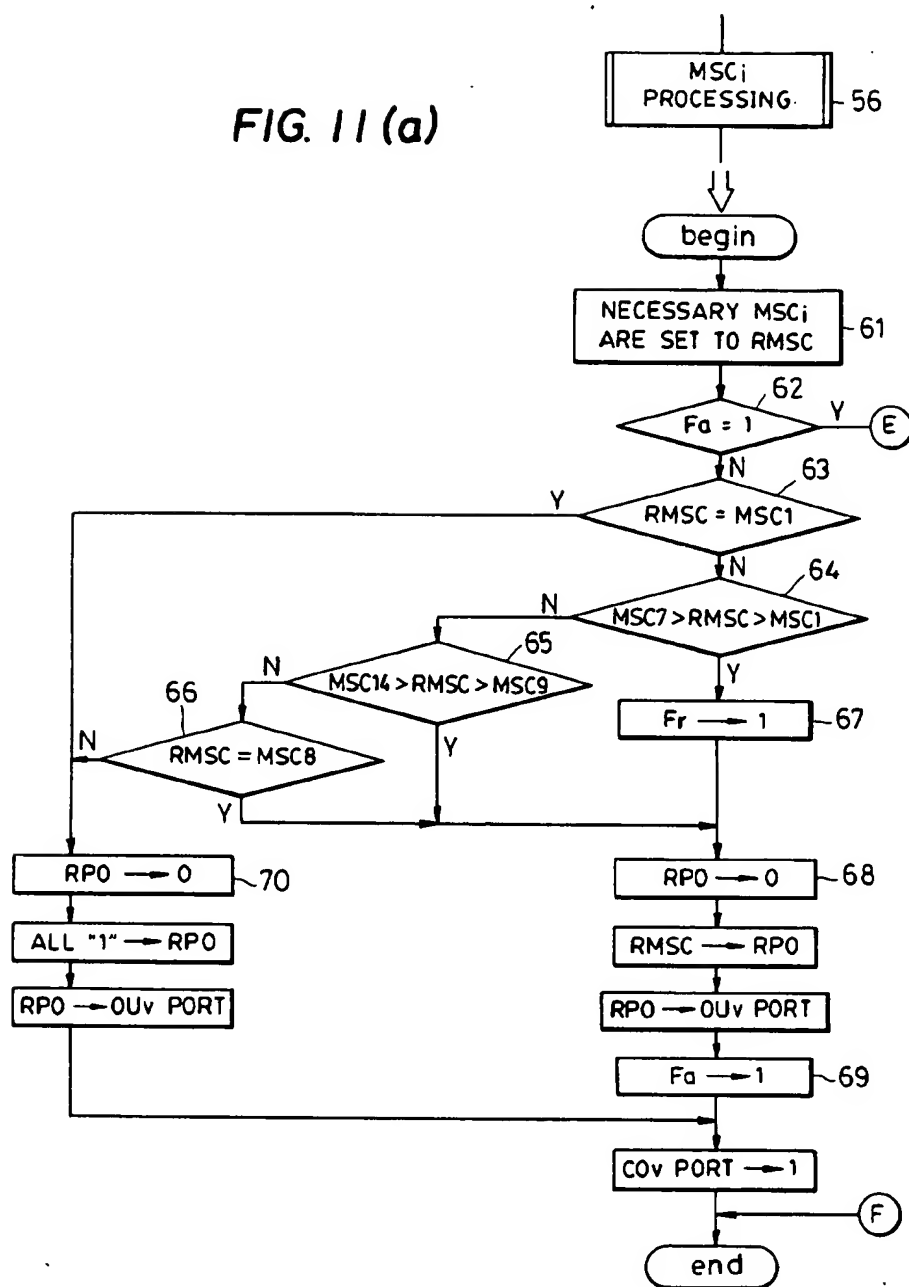 FIG. 11 (a)
MSCi
PROCESSING
56
begin
NECESSARY MSCi
ARE SET TO RMSC
61
62
Fa = 1
Y
E
N
63
Y
RMSC = MSC1
N
64
N
MSC7 > RMSC > MSC1
65
N
MSC14 > RMSC > MSC9
Y
66
N
RMSC = MSC8
Y
Y
Fr → 1
67
RPO → 0
70
RPO → 0
68
ALL "1" → RPO
RMSC → RPO
RPO → OUv PORT
RPO → OUv PORT
Fa → 1
69
COv PORT → 1
F
end